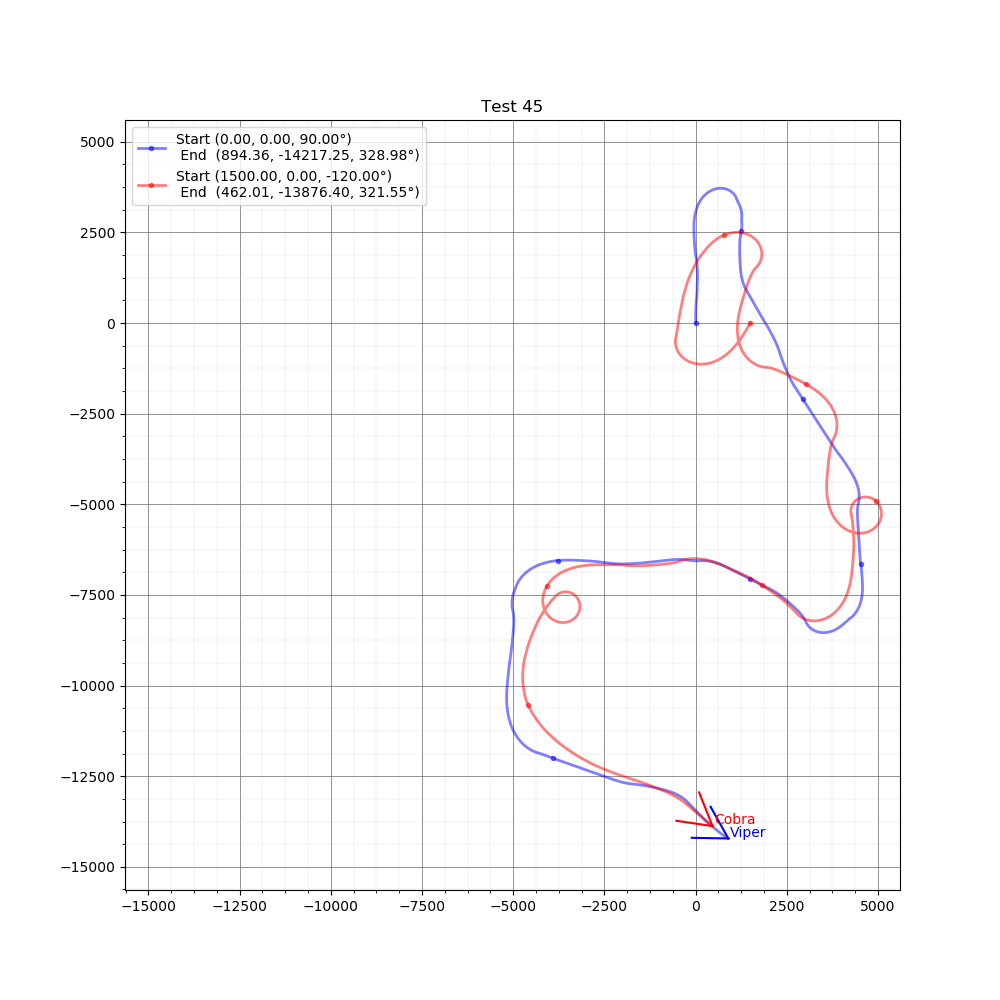 Test 45
Start (0.00, 0.00, 90.00°)
End (894.36, -14217.25, 328.98°)
Start (1500.00, 0.00, -120.00°)
End (462.01, -13876.40, 321.55°)
5000
2500
0
−2500
−5000
−7500
−10000
−12500
−15000
Cobra
Viper
−15000 −12500 −10000 −7500 −5000 −2500 0 2500 5000